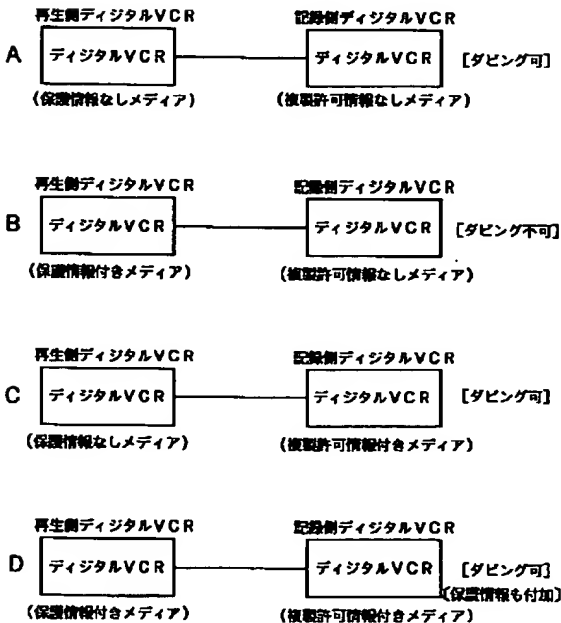 再生側ディジタルVCR 記録側ディジタルVCR
A ディジタルVCR ディジタルVCR [ダビング可]
(保護情報なしメディア) (複製許可情報なしメディア)
再生側ディジタルVCR 記録側ディジタルVCR
B ディジタルVCR ディジタルVCR [ダビング不可]
(保護情報付きメディア) (複製許可情報なしメディア)
再生側ディジタルVCR 記録側ディジタルVCR
C ディジタルVCR ディジタルVCR [ダビング可]
(保護情報なしメディア) (複製許可情報付きメディア)
再生側ディジタルVCR 記録側ディジタルVCR
D ディジタルVCR ディジタルVCR [ダビング可]
[保護情報も付加]
(保護情報付きメディア) (複製許可情報付きメディア)